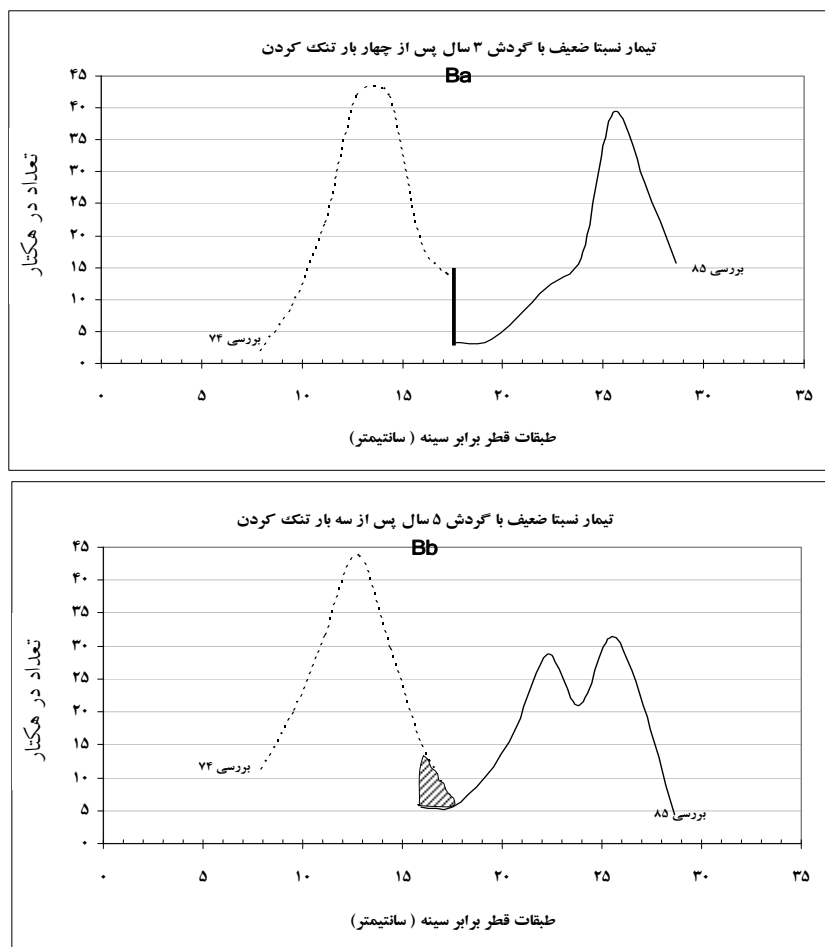 تیمار نسبتا ضعیف با گردش ۳ سال پس از چهار بار تنک کردن
Ba
تعداد در هکتار
۴۵
۴۰
۳۵
۳۰
۲۵
۲۰
۱۵
۱۰
۵
۰
بررسی ۷۴
بررسی ۸۵
۰ ۵ ۱۰ ۱۵ ۲۰ ۲۵ ۳۰ ۳۵
طبقات قطر برابر سینه ( سانتیمتر)
تیمار نسبتا ضعیف با گردش ۵ سال پس از سه بار تنک کردن
Bb
تعداد در هکتار
۴۵
۴۰
۳۵
۳۰
۲۵
۲۰
۱۵
۱۰
۵
۰
بررسی ۷۴
بررسی ۸۵
۰ ۵ ۱۰ ۱۵ ۲۰ ۲۵ ۳۰ ۳۵
طبقات قطر برابر سینه ( سانتیمتر)